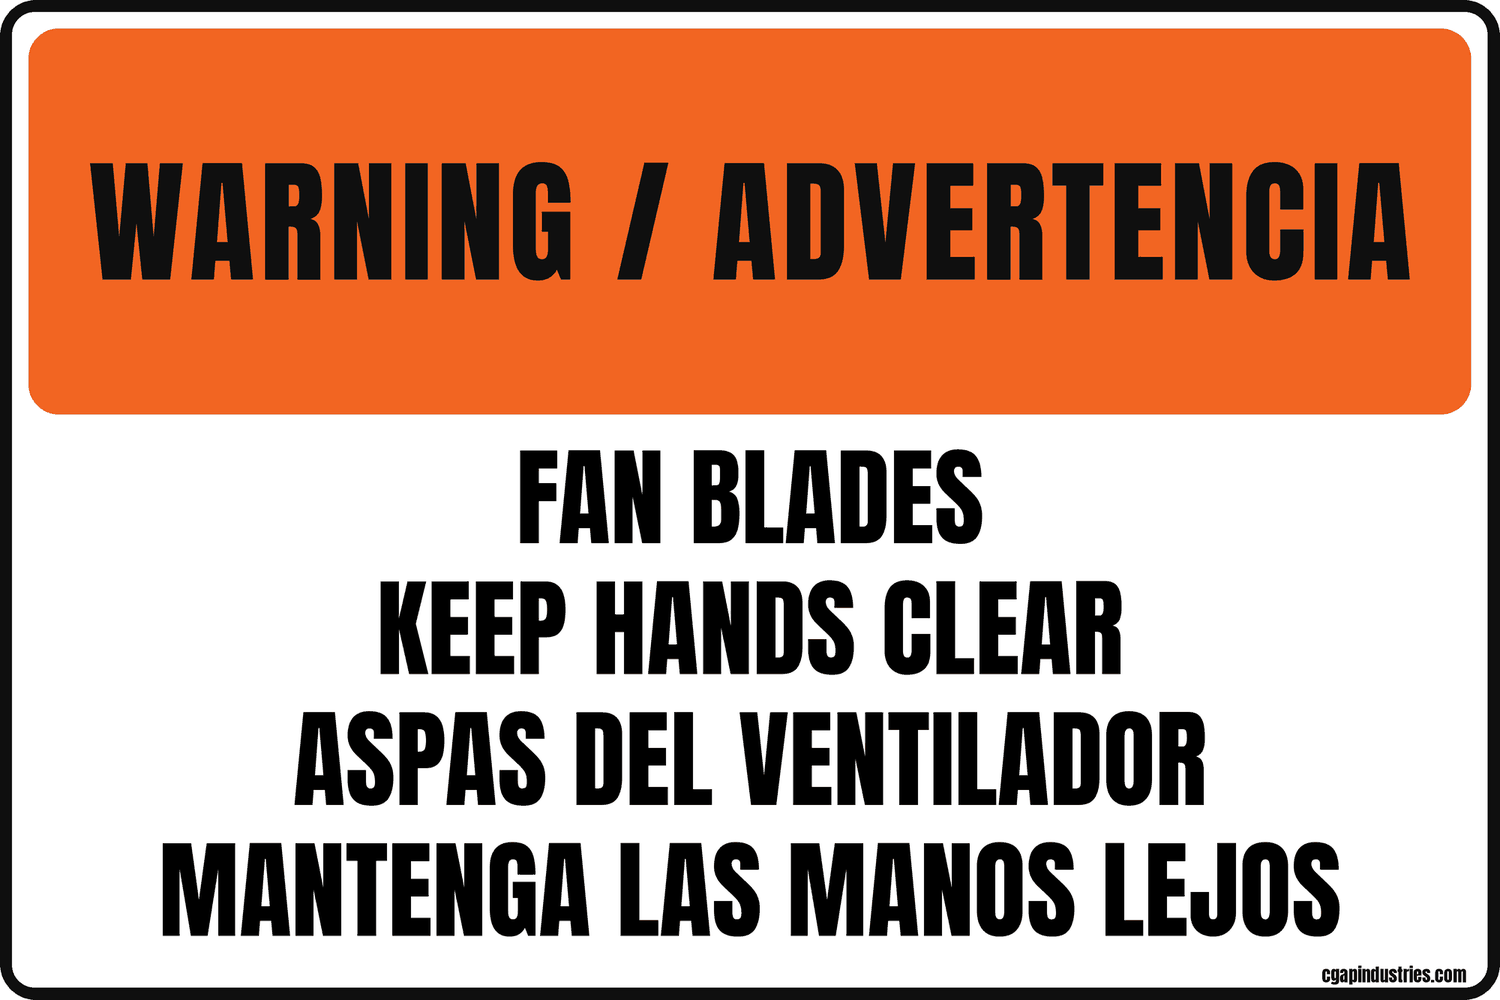 WARNING / ADVERTENCIA
FAN BLADES
KEEP HANDS CLEAR
ASPAS DEL VENTILADOR
MANTENGA LAS MANOS LEJOS
cgapindustries.com